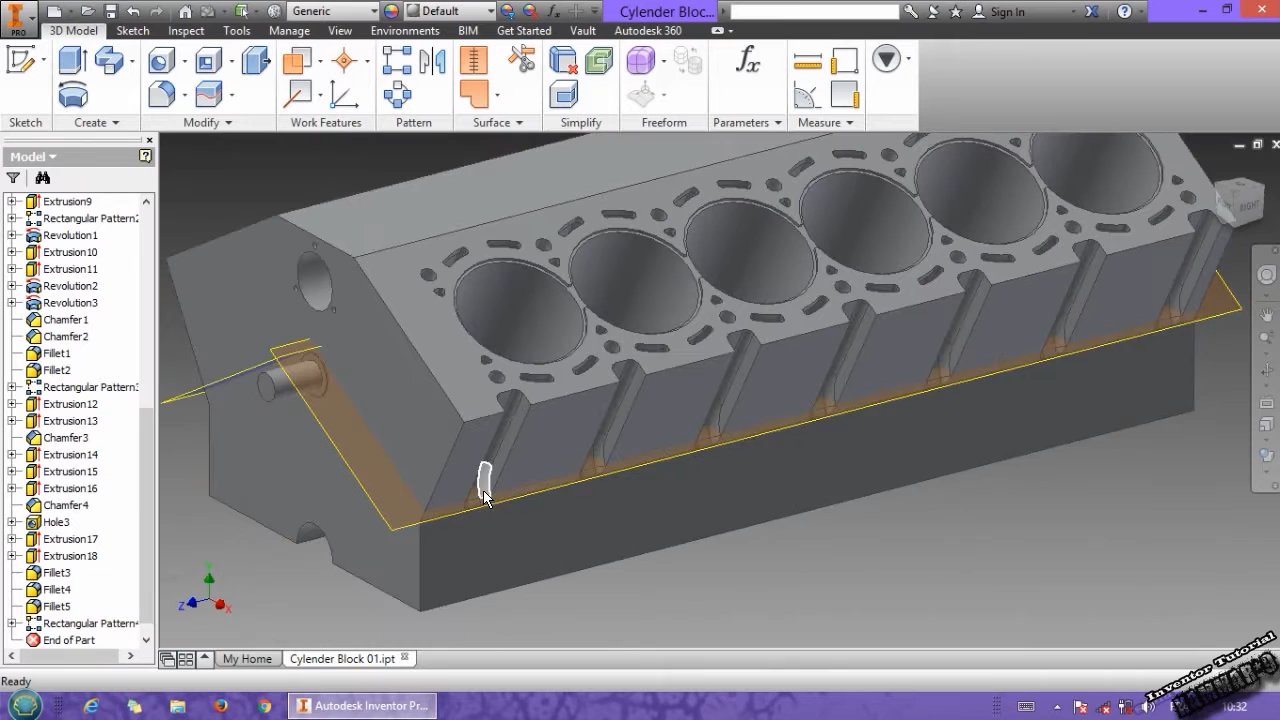 Generic
Default
Cylender Bloc...
Sign In
PRO
3D Model
Sketch
Inspect
Tools
Manage
View
Environments
BIM
Get Started
Vault
Autodesk 360
fx
Sketch
Create
Modify
Work Features
Pattern
Surface
Simplify
Freeform
Parameters
Measure
Model
Extrusion9
Rectangular Pattern2
Revolution1
Extrusion10
Extrusion11
Revolution2
Revolution3
Chamfer1
Chamfer2
Fillet1
Fillet2
Rectangular Pattern3
Extrusion12
Extrusion13
Chamfer3
Extrusion14
Extrusion15
Extrusion16
Chamfer4
Hole3
Extrusion17
Extrusion18
Fillet3
Fillet4
Fillet5
Rectangular Pattern4
End of Part
RIGHT
Y
Z
X
My Home
Cylender Block 01.ipt
Ready
Inventor Tutorial
Autodesk Inventor Pr...
10:32